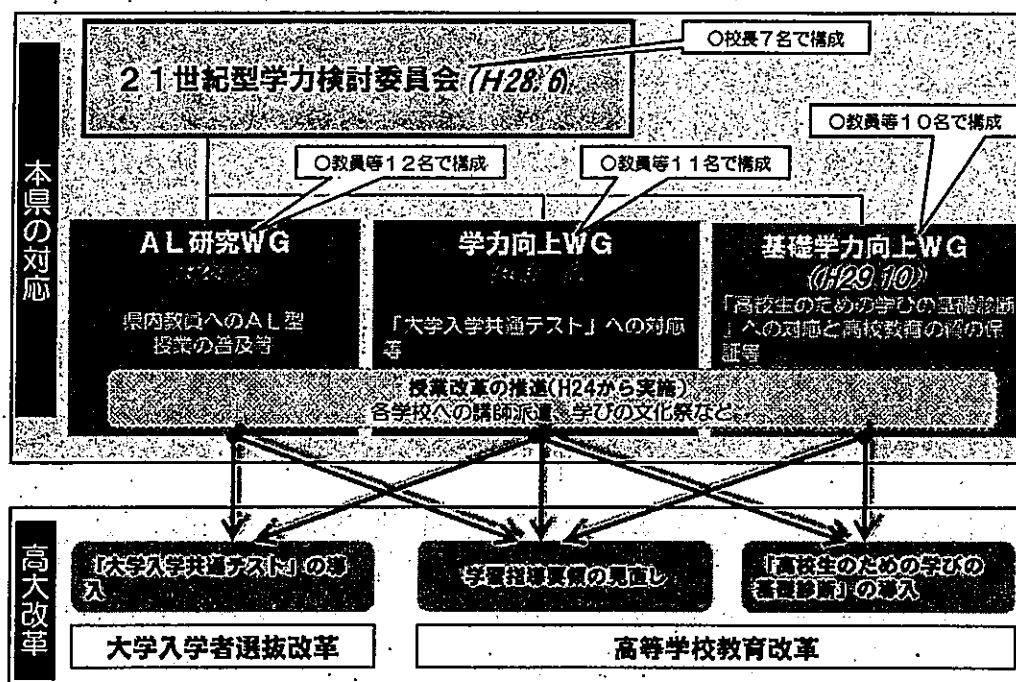 ○校長7名で構成
21世紀型学力検討委員会(H28.6)
○教員等10名で構成
○教員等12名で構成
○教員等11名で構成
本県の対応
AL研究WG
学力向上WG
基礎学力向上WG
(H29.10)
県内教員へのAL型
授業の普及等
「大学入学共通テスト」への対応
等
「高校生のための学びの基礎診断
」への対応と高校教育の質の保
証等
授業改革の推進(H24から実施)
各学校への講師派遣、学びの文化祭など
高大改革
「大学入学共通テスト」の導
入
学習指導要領の見直し
「高校生のための学びの
基礎診断」の導入
大学入学者選抜改革
高等学校教育改革